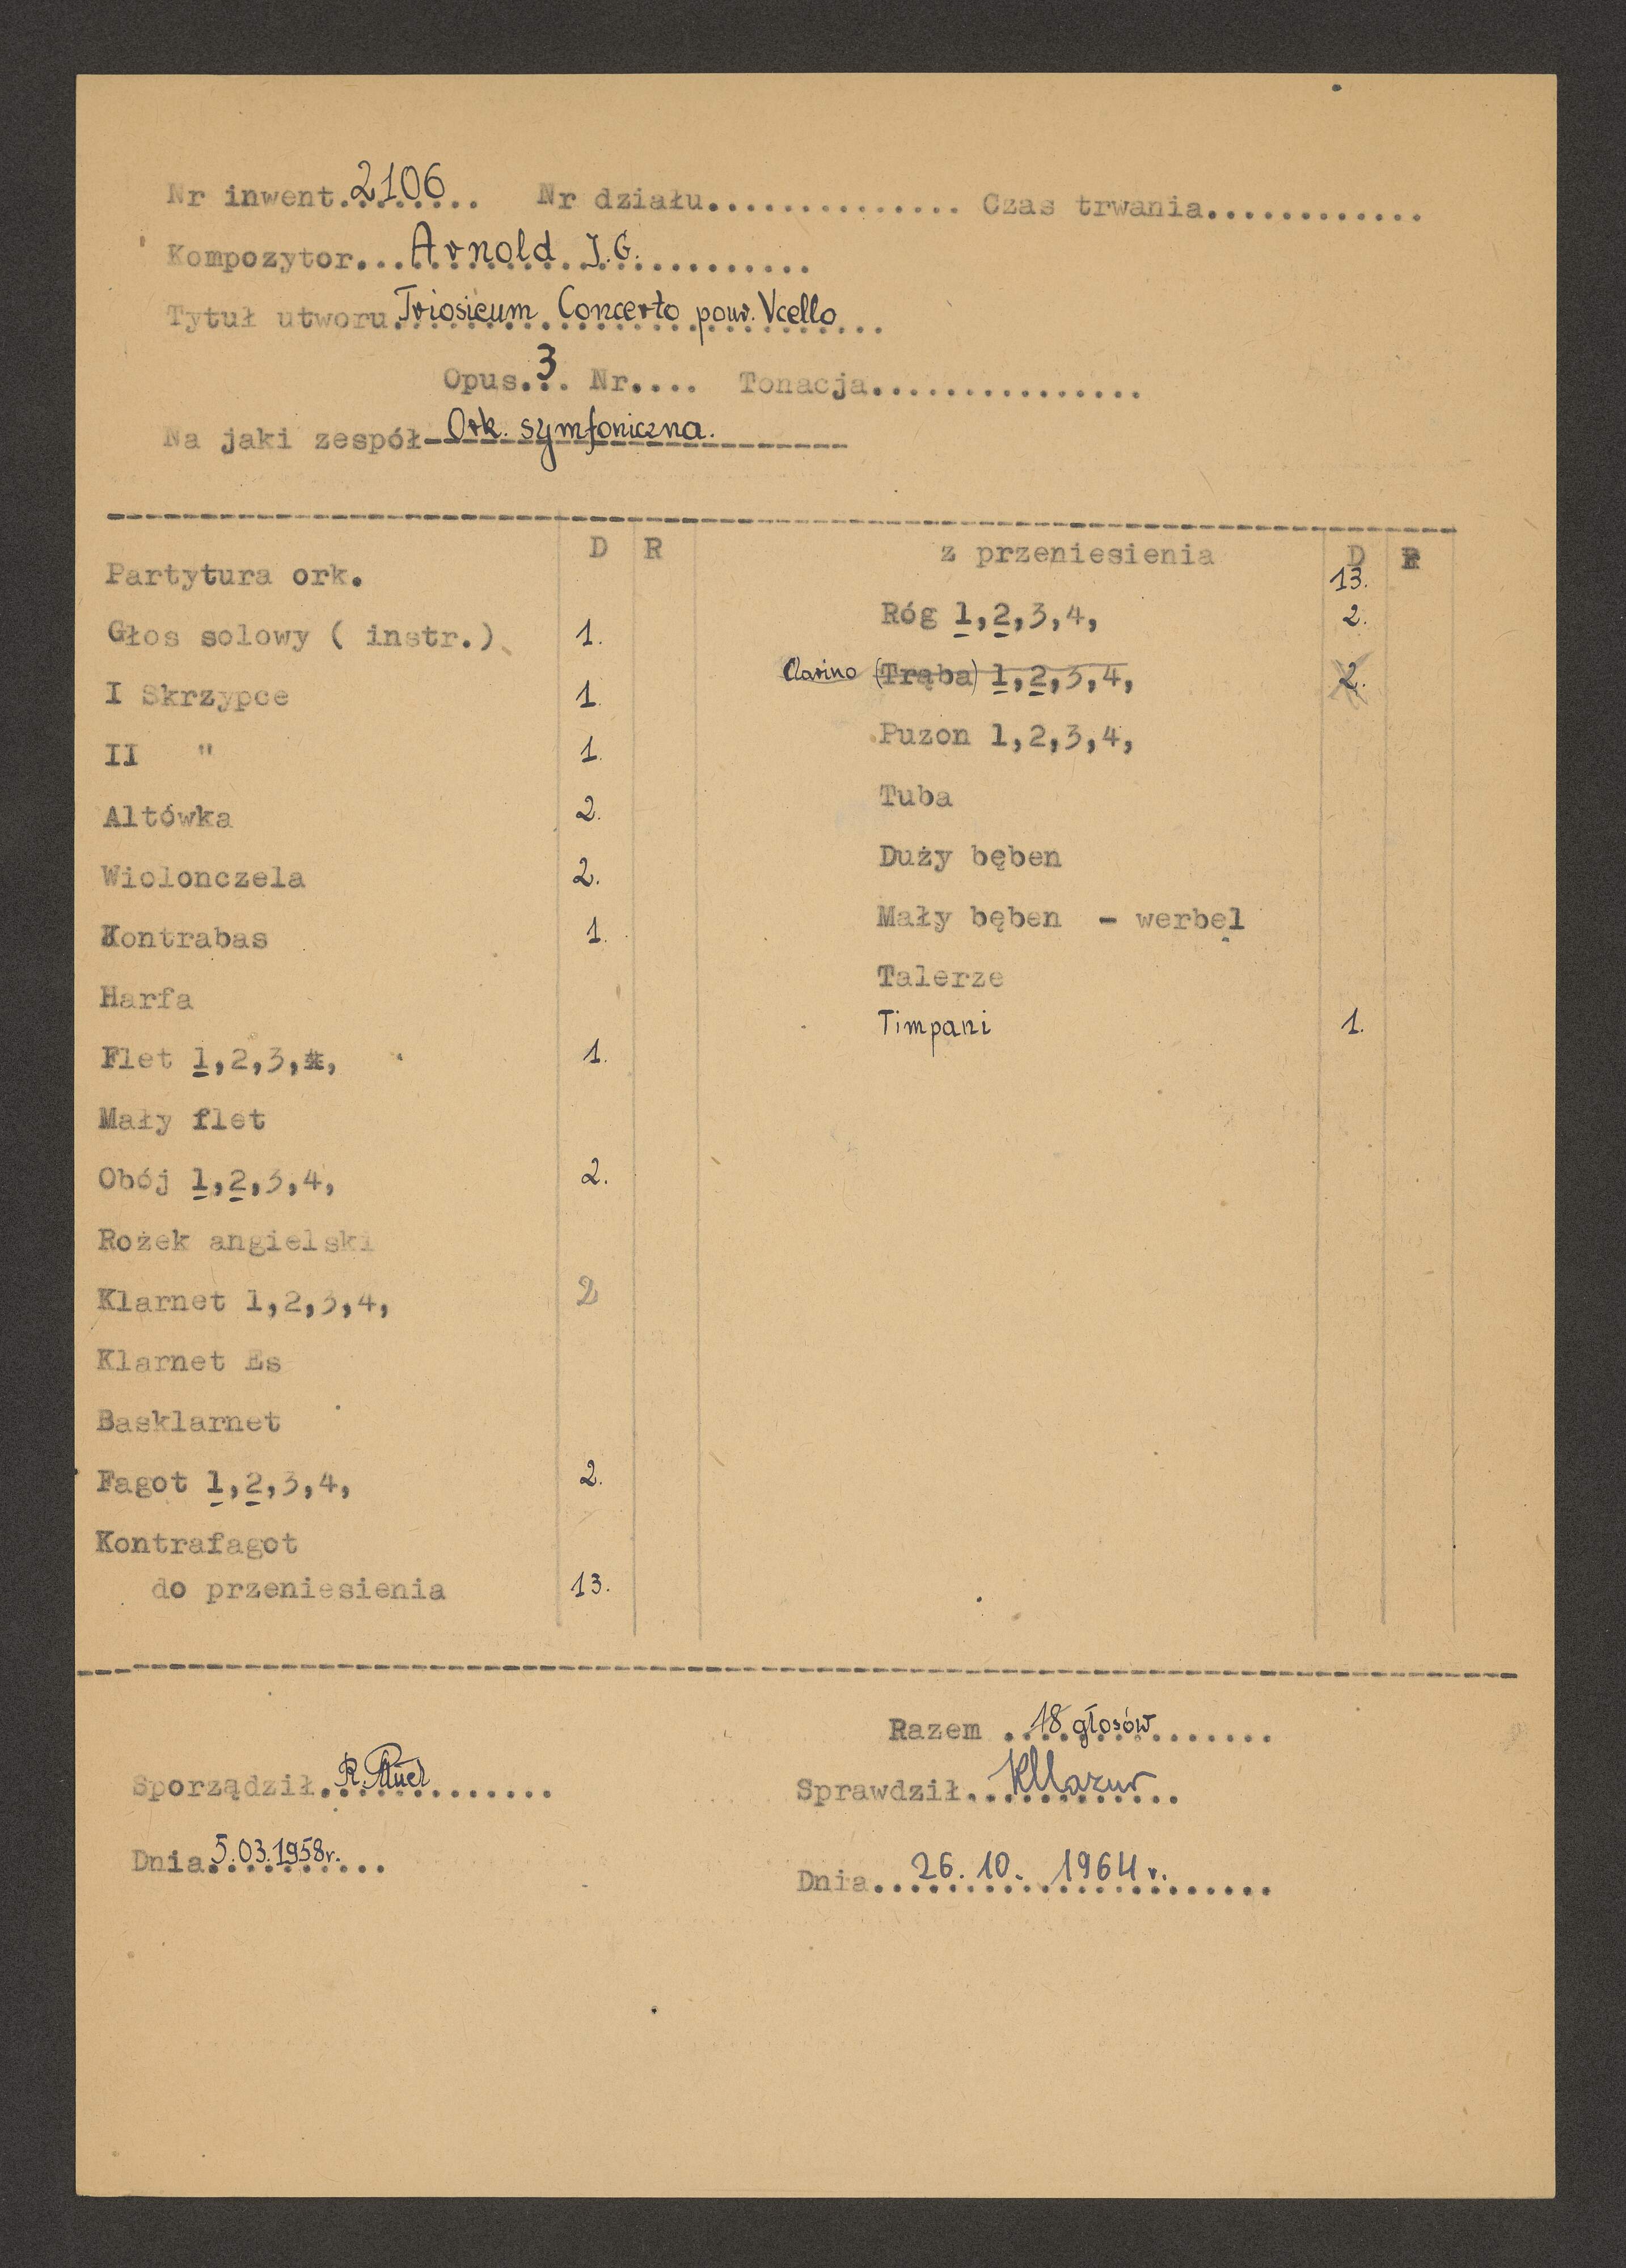 Nr inwent. 2106 Nr działu............... Czas trwania............
Kompozytor... Arnold J.G.
Tytuł utworu Triosieum Concerto pour. Vcello
Opus. 3 . Nr.... Tonacja...............
Na jaki zespół Ork. symfoniczna.
D R
Partytura ork.
Głos solowy ( instr.) 1.
I Skrzypce 1.
II " 1.
Altówka 2.
Wiolonczela 2.
Kontrabas 1.
Harfa
Flet 1,2,3,4, 1.
Mały flet
Obój 1,2,3,4, 2.
Rożek angielski
Klarnet 1,2,3,4, 2
Klarnet Es
Basklarnet
Fagot 1,2,3,4, 2.
Kontrafagot
do przeniesienia 13.
z przeniesienia D R
13.
Róg 1,2,3,4, 2.
Clarino (Trąba) 1,2,3,4, 2.
Puzon 1,2,3,4,
Tuba
Duży bęben
Mały bęben - werbel
Talerze
Timpani 1.
Razem 18 głosów
Sporządził. R.
Sprawdził. KMazur
Dnia 5.03.1958r.
Dnia 26. 10. 1964 r.